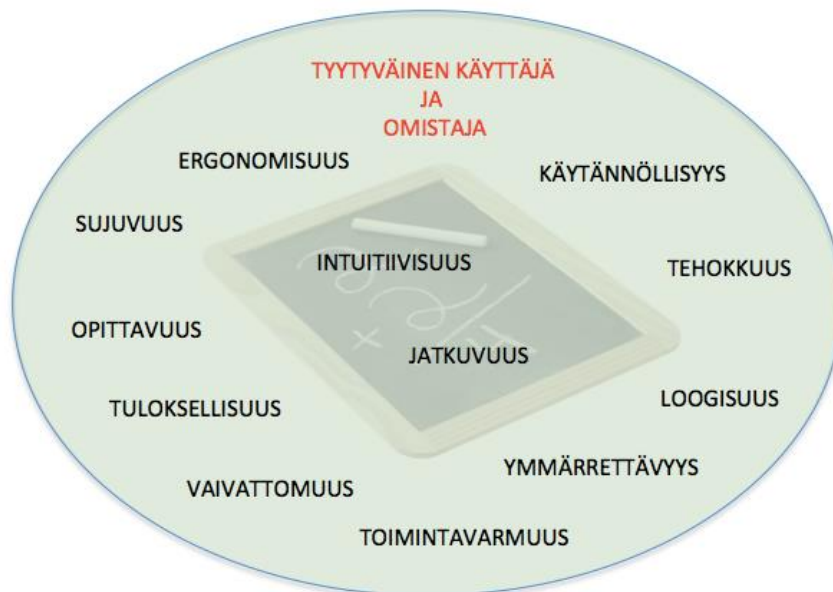 TYYTYVÄINEN KÄYTTÄJÄ
JA
OMISTAJA
ERGONOMISUUS
KÄYTÄNNÖLLISYYS
SUJUVUUS
INTUITIIVISUUS
TEHOKKUUS
OPITTAVUUS
JATKUVUUS
LOOGISUUS
TULOKSELLISUUS
YMMÄRRETTÄVYYS
VAIVATTOMUUS
TOIMINTAVARMUUS